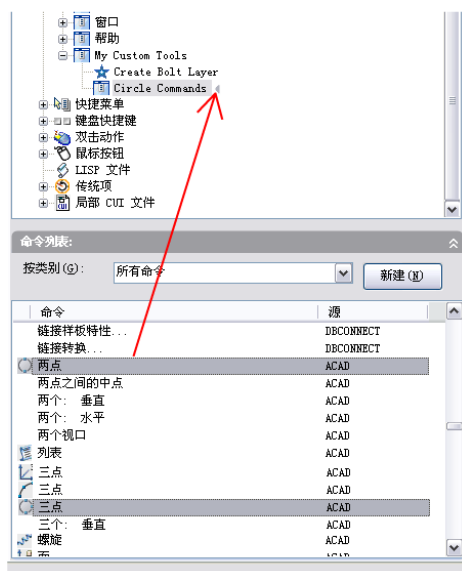 窗口
帮助
My Custom Tools
Create Bolt Layer
Circle Commands
快捷菜单
键盘快捷键
双击动作
鼠标按钮
LISP 文件
传统项
局部 CUI 文件
命令列表:
按类别(G): 所有命令 新建(N)
命令 源
链接样板特性... DBCONNECT
链接转换... DBCONNECT
两点 ACAD
两点之间的中点 ACAD
两个: 垂直 ACAD
两个: 水平 ACAD
两个视口 ACAD
列表 ACAD
三点 ACAD
三点 ACAD
三点 ACAD
三个: 垂直 ACAD
螺旋 ACAD
面 ACAD